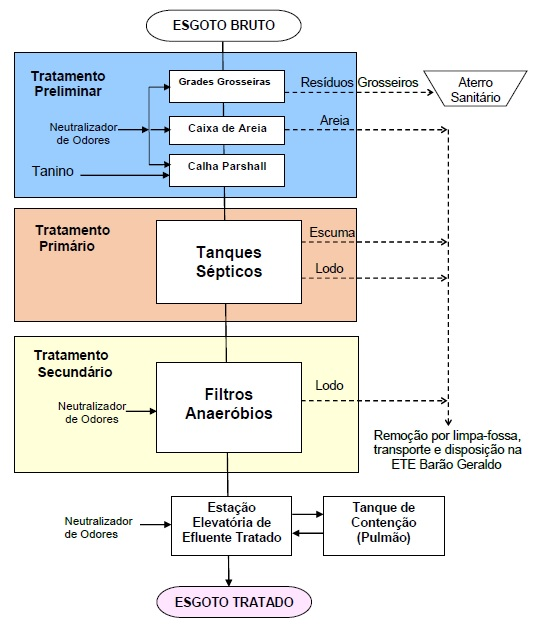 ESGOTO BRUTO
Tratamento
Preliminar
Grades Grosseiras
Resíduos Grosseiros
Aterro
Sanitário
Neutralizador
de Odores
Caixa de Areia
Areia
Tanino
Calha Parshall
Tratamento
Primário
Tanques
Sépticos
Escuma
Lodo
Tratamento
Secundário
Neutralizador
de Odores
Filtros
Anaeróbios
Lodo
Remoção por limpa-fossa,
transporte e disposição na
ETE Barão Geraldo
Neutralizador
de Odores
Estação
Elevatória de
Efluente Tratado
Tanque de
Contenção
(Pulmão)
ESGOTO TRATADO